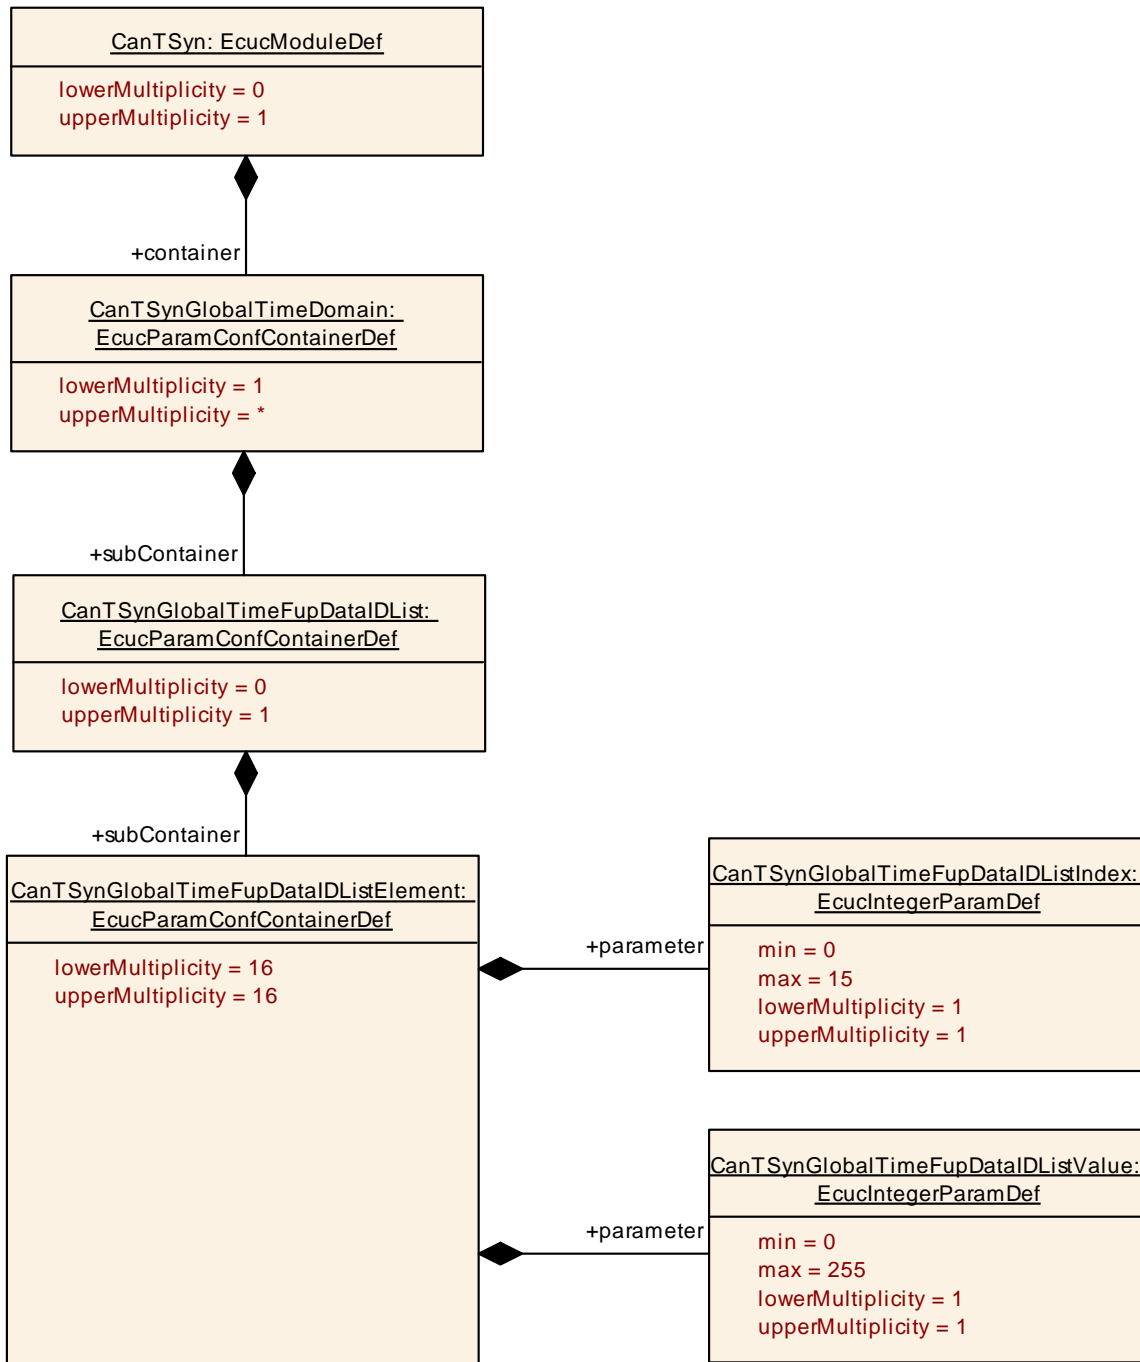 CanTSyn: EcucModuleDef
lowerMultiplicity = 0
upperMultiplicity = 1
+container
CanTSynGlobalTimeDomain:
EcucParamConfContainerDef
lowerMultiplicity = 1
upperMultiplicity = *
+subContainer
CanTSynGlobalTimeFupDataIDList:
EcucParamConfContainerDef
lowerMultiplicity = 0
upperMultiplicity = 1
+subContainer
CanTSynGlobalTimeFupDataIDListElement:
EcucParamConfContainerDef
lowerMultiplicity = 16
upperMultiplicity = 16
+parameter
CanTSynGlobalTimeFupDataIDListIndex:
EcucIntegerParamDef
min = 0
max = 15
lowerMultiplicity = 1
upperMultiplicity = 1
+parameter
CanTSynGlobalTimeFupDataIDListValue:
EcucIntegerParamDef
min = 0
max = 255
lowerMultiplicity = 1
upperMultiplicity = 1